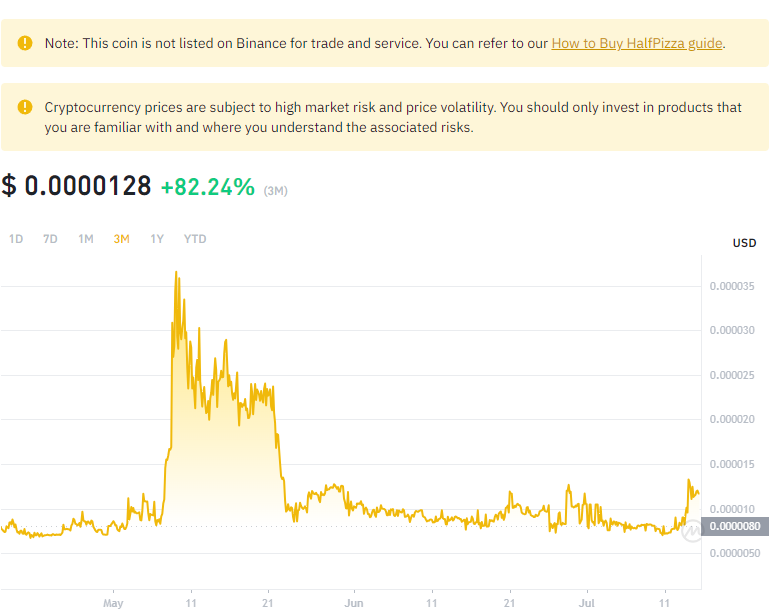 Note: This coin is not listed on Binance for trade and service. You can refer to our How to Buy HalfPizza guide.
Cryptocurrency prices are subject to high market risk and price volatility. You should only invest in products that
you are familiar with and where you understand the associated risks.
$ 0.0000128 +82.24% (3M)
1D 7D 1M 3M 1Y YTD
USD
0.000035
0.000030
0.000025
0.000020
0.000015
0.000010
0.0000080
0.0000050
May 11 21 Jun 11 21 Jul 11